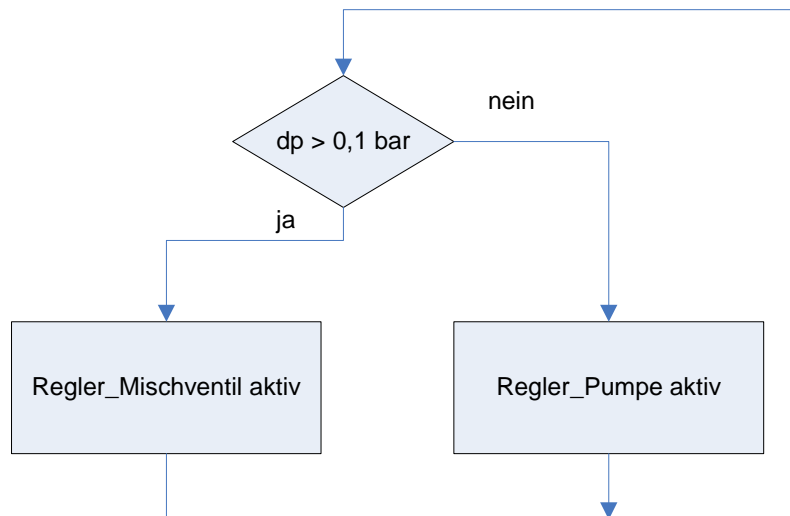 nein
dp > 0,1 bar
ja
Regler_Mischventil aktiv
Regler_Pumpe aktiv